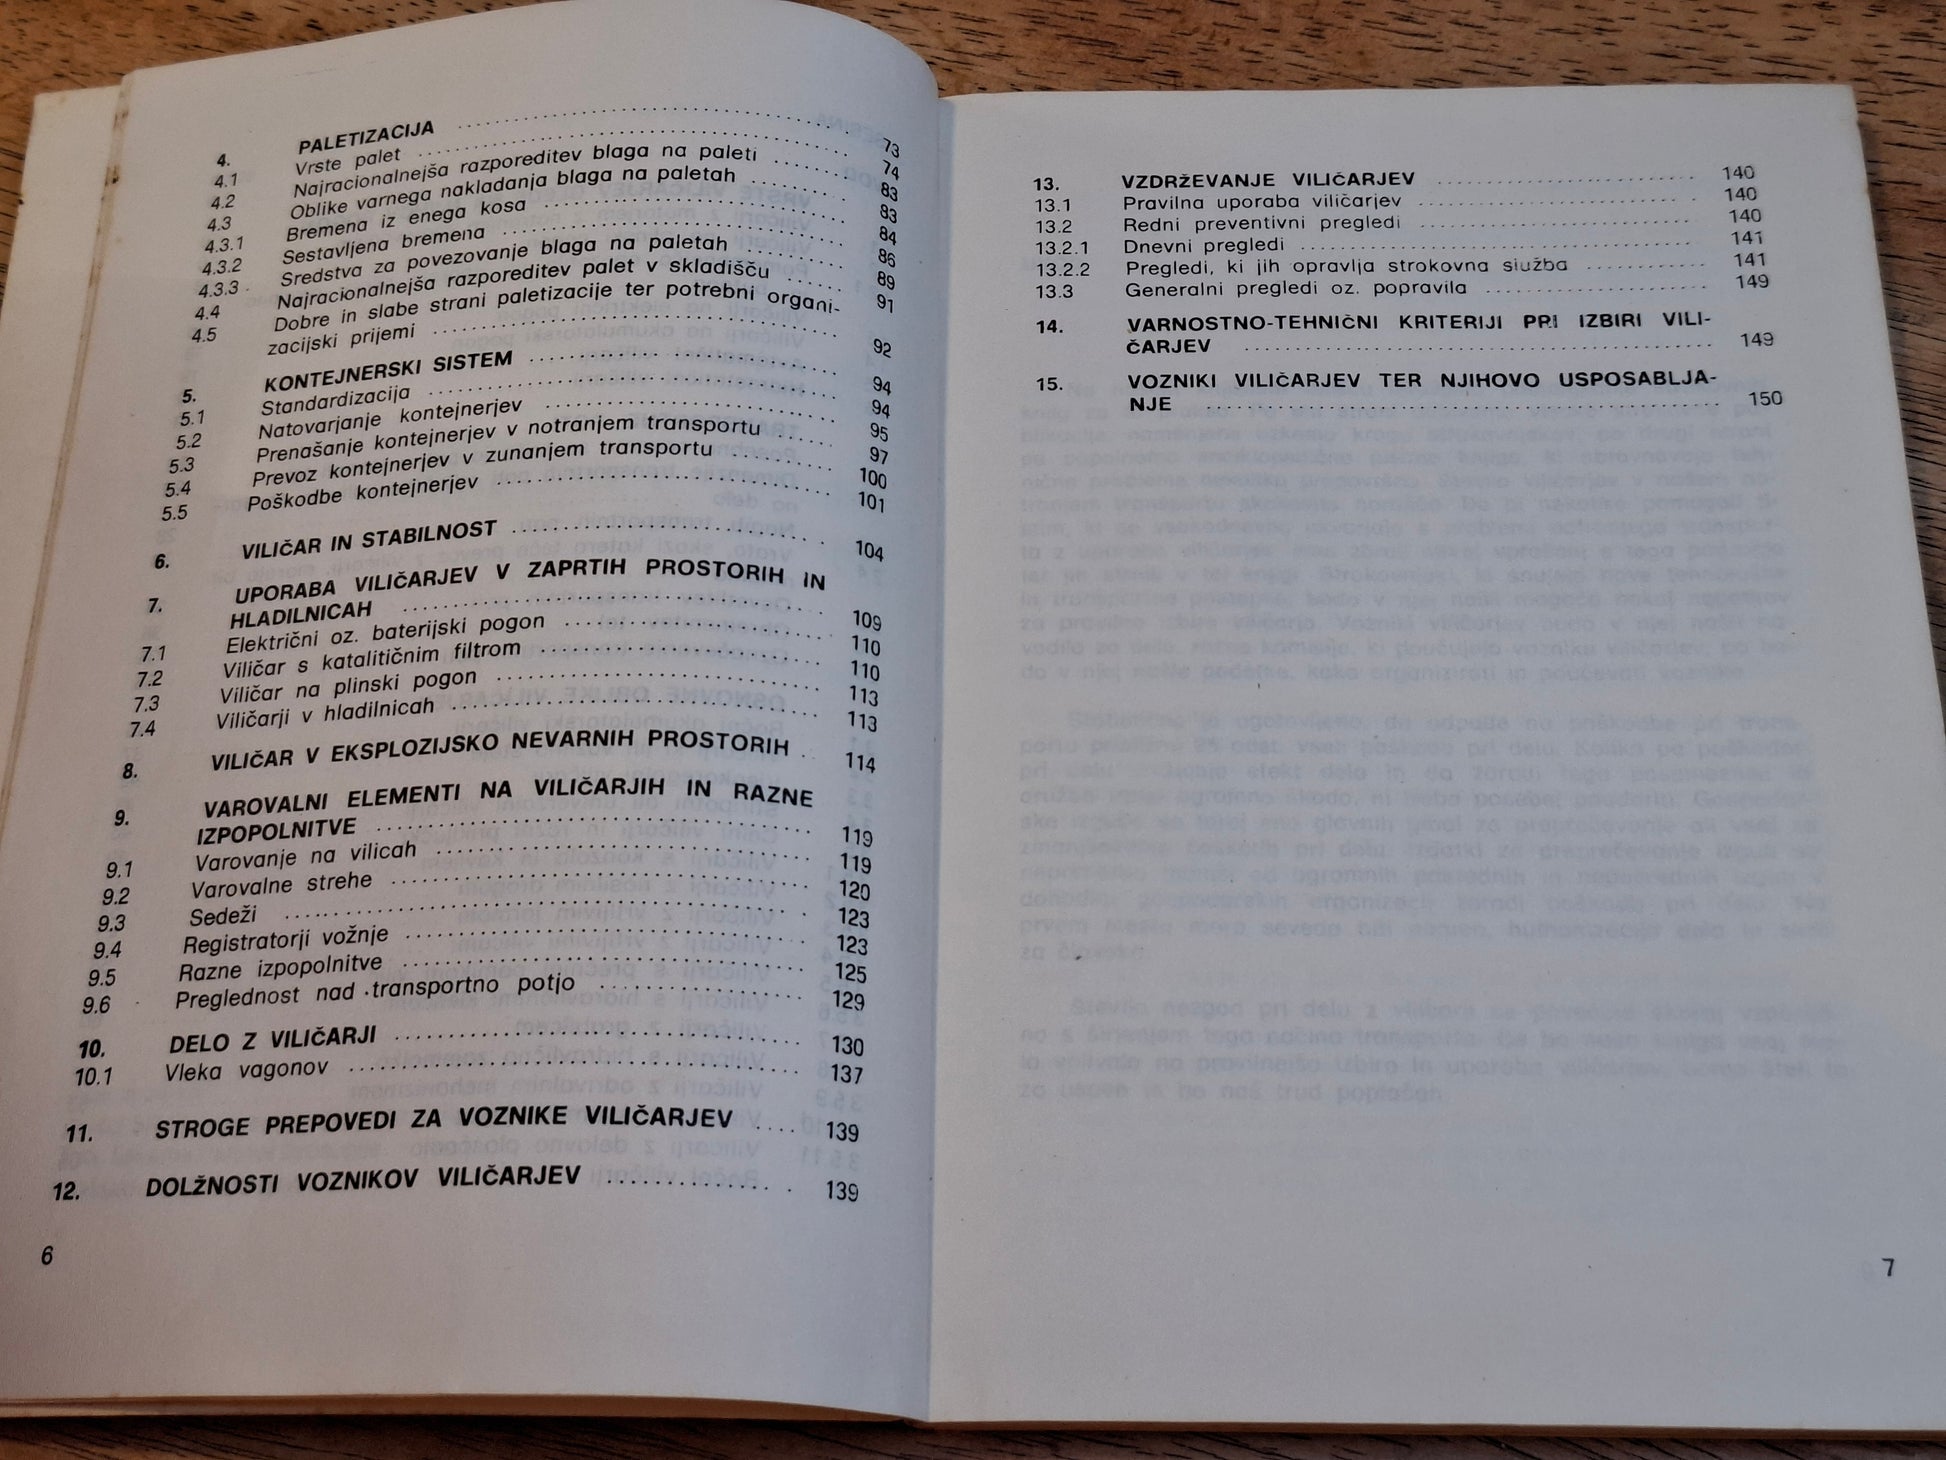 4. PALETIZACIJA ........ 73
4.1 Vrste palet ........ 74
4.2 Najracionalnejša razporeditev blaga na paleti ........ 83
4.3 Oblike varnega nakladanja blaga na paletah ........ 83
4.3.1 Bremena iz enega kosa ........ 84
4.3.2 Sestavljena bremena ........ 86
4.3.3 Sredstva za povezovanje blaga na paletah ........ 89
4.4 Najracionalnejša razporeditev palet v skladišču ........ 91
4.5 Dobre in slabe strani paletizacije ter potrebni organi-
zacijski prijemi ........ 92
5. KONTEJNERSKI SISTEM ........ 94
5.1 Standardizacija ........ 94
5.2 Natovarjanje kontejnerjev ........ 95
5.3 Prenašanje kontejnerjev v notranjem transportu ........ 97
5.4 Prevoz kontejnerjev v zunanjem transportu ........ 100
5.5 Poškodbe kontejnerjev ........ 101
6. VILIČAR IN STABILNOST ........ 104
7. UPORABA VILIČARJEV V ZAPRTIH PROSTORIH IN
HLADILNICAH ........ 109
7.1 Električni oz. baterijski pogon ........ 110
7.2 Viličar s katalitičnim filtrom ........ 110
7.3 Viličar na plinski pogon ........ 113
7.4 Viličarji v hladilnicah ........ 113
8. VILIČAR V EKSPLOZIJSKO NEVARNIH PROSTORIH .. 114
9. VAROVALNI ELEMENTI NA VILIČARJIH IN RAZNE
IZPOPOLNITVE ........ 119
9.1 Varovanje na vilicah ........ 119
9.2 Varovalne strehe ........ 120
9.3 Sedeži ........ 123
9.4 Registratorji vožnje ........ 123
9.5 Razne izpopolnitve ........ 125
9.6 Preglednost nad transportno potjo ........ 129
10. DELO Z VILIČARJI ........ 130
10.1 Vleka vagonov ........ 137
11. STROGE PREPOVEDI ZA VOZNIKE VILIČARJEV .... 139
12. DOLŽNOSTI VOZNIKOV VILIČARJEV ........ 139
6
13. VZDRŽEVANJE VILIČARJEV ........ 140
13.1 Pravilna uporaba viličarjev ........ 140
13.2 Redni preventivni pregledi ........ 140
13.2.1 Dnevni pregledi ........ 141
13.2.2 Pregledi, ki jih opravlja strokovna služba ........ 141
13.3 Generalni pregledi oz. popravila ........ 149
14. VARNOSTNO-TEHNIČNI KRITERIJI PRI IZBIRI VILI-
ČARJEV ........ 149
15. VOZNIKI VILIČARJEV TER NJIHOVO USPOSABLJA-
NJE ........ 150
7